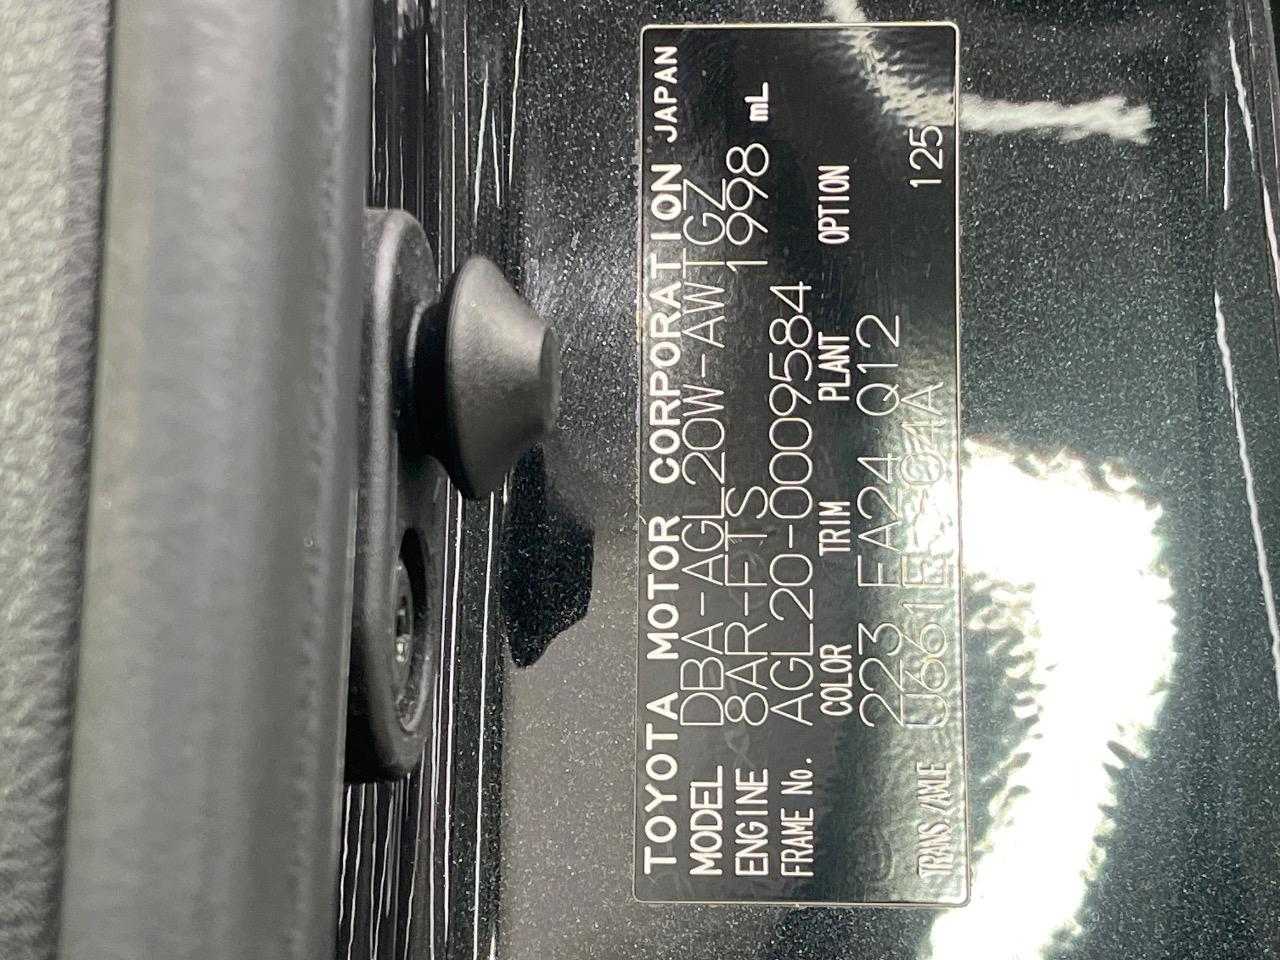 TOYOTA MOTOR CORPORATION JAPAN
MODEL DBA-AGL20W-AWTGZ
ENGINE 8AR-FTS 1998 mL
FRAME No. AGL20-0009584
COLOR TRIM PLANT OPTION
223 EA24 Q12
TRANS/AXLE U661E -04A 125